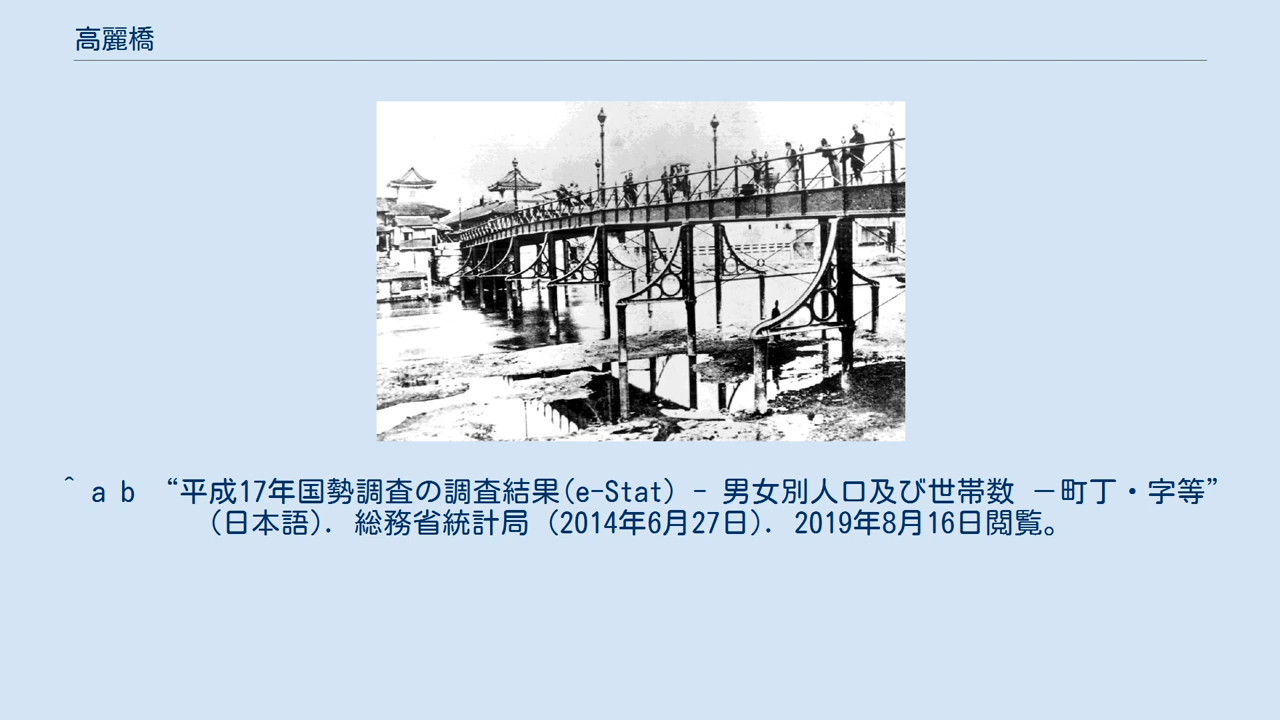 高麗橋
^ a b “平成17年国勢調査の調査結果(e-Stat) - 男女別人口及び世帯数 －町丁・字等”
(日本語). 総務省統計局 (2014年6月27日). 2019年8月16日閲覧。